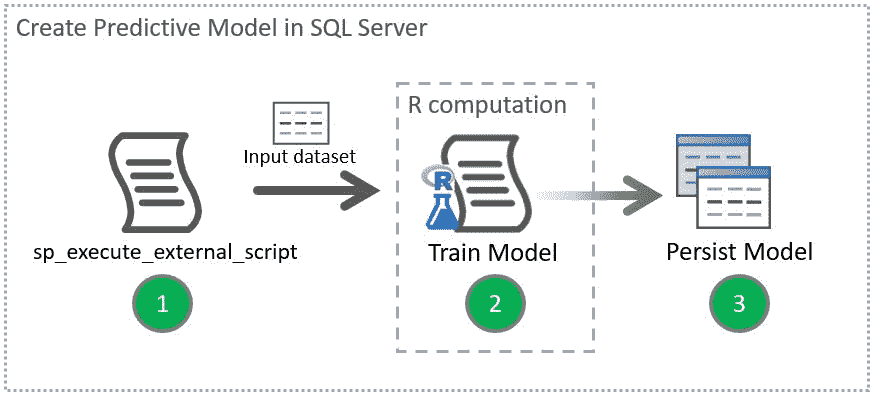 Create Predictive Model in SQL Server
R computation
Input dataset
R
sp_execute_external_script
Train Model
Persist Model
1
2
3